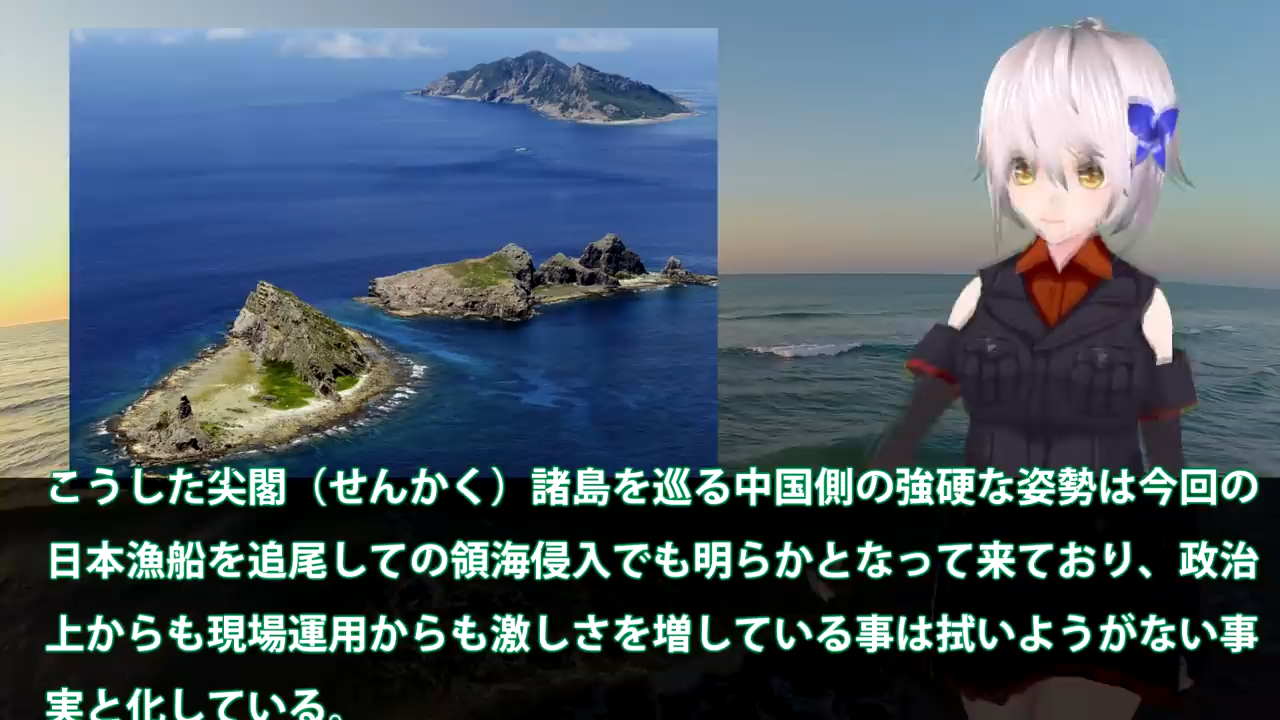 こうした尖閣（せんかく）諸島を巡る中国側の強硬な姿勢は今回の
日本漁船を追尾しての領海侵入でも明らかとなって来ており、政治
上からも現場運用からも激しさを増している事は拭いようがない事
実と化している。